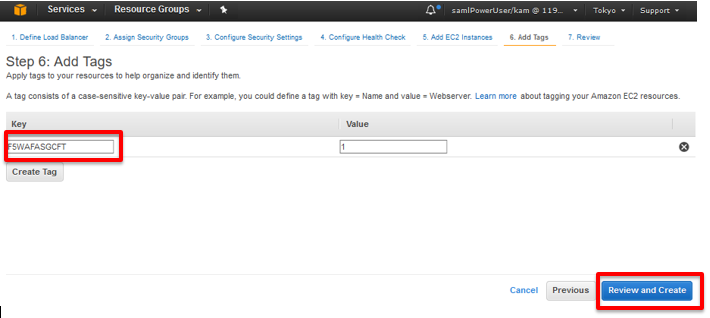 Services Resource Groups samlPowerUser/kam @ 119... Tokyo Support
1. Define Load Balancer 2. Assign Security Groups 3. Configure Security Settings 4. Configure Health Check 5. Add EC2 Instances 6. Add Tags 7. Review
Step 6: Add Tags
Apply tags to your resources to help organize and identify them.
A tag consists of a case-sensitive key-value pair. For example, you could define a tag with key = Name and value = Webserver. Learn more about tagging your Amazon EC2 resources.
Key Value
F5WAFASGCFT 1
Create Tag
Cancel Previous Review and Create